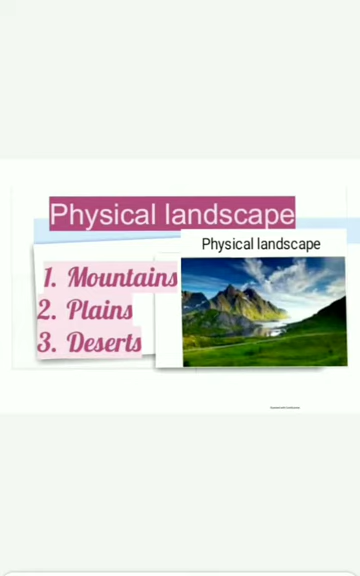 Physical landscape
Physical landscape
1. Mountains
2. Plains
3. Deserts